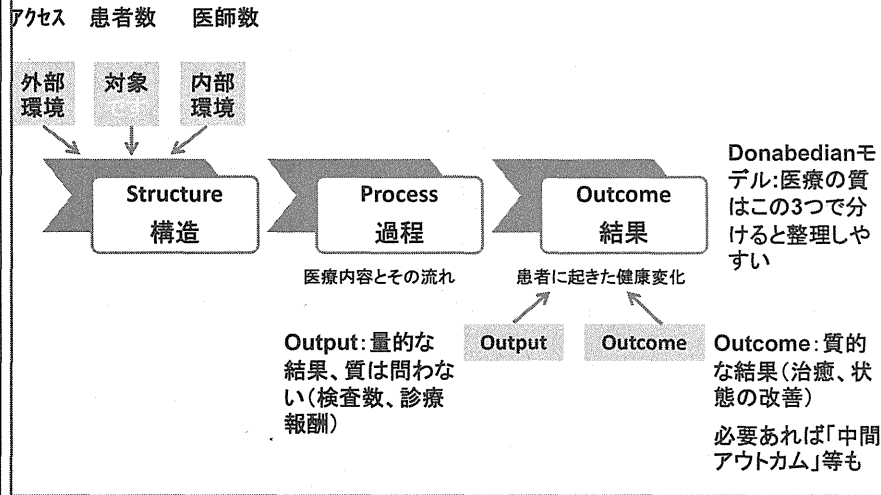 アクセス 患者数 医師数
外部
環境
対象
内部
環境
Structure
構造
Process
過程
Outcome
結果
Donabedianモ
デル:医療の質
はこの3つで分
けると整理しや
すい
医療内容とその流れ
患者に起きた健康変化
Output:量的な
結果、質は問わな
い(検査数、診療
報酬)
Output
Outcome
Outcome:質的
な結果(治癒、状
態の改善)
必要あれば「中間
アウトカム」等も